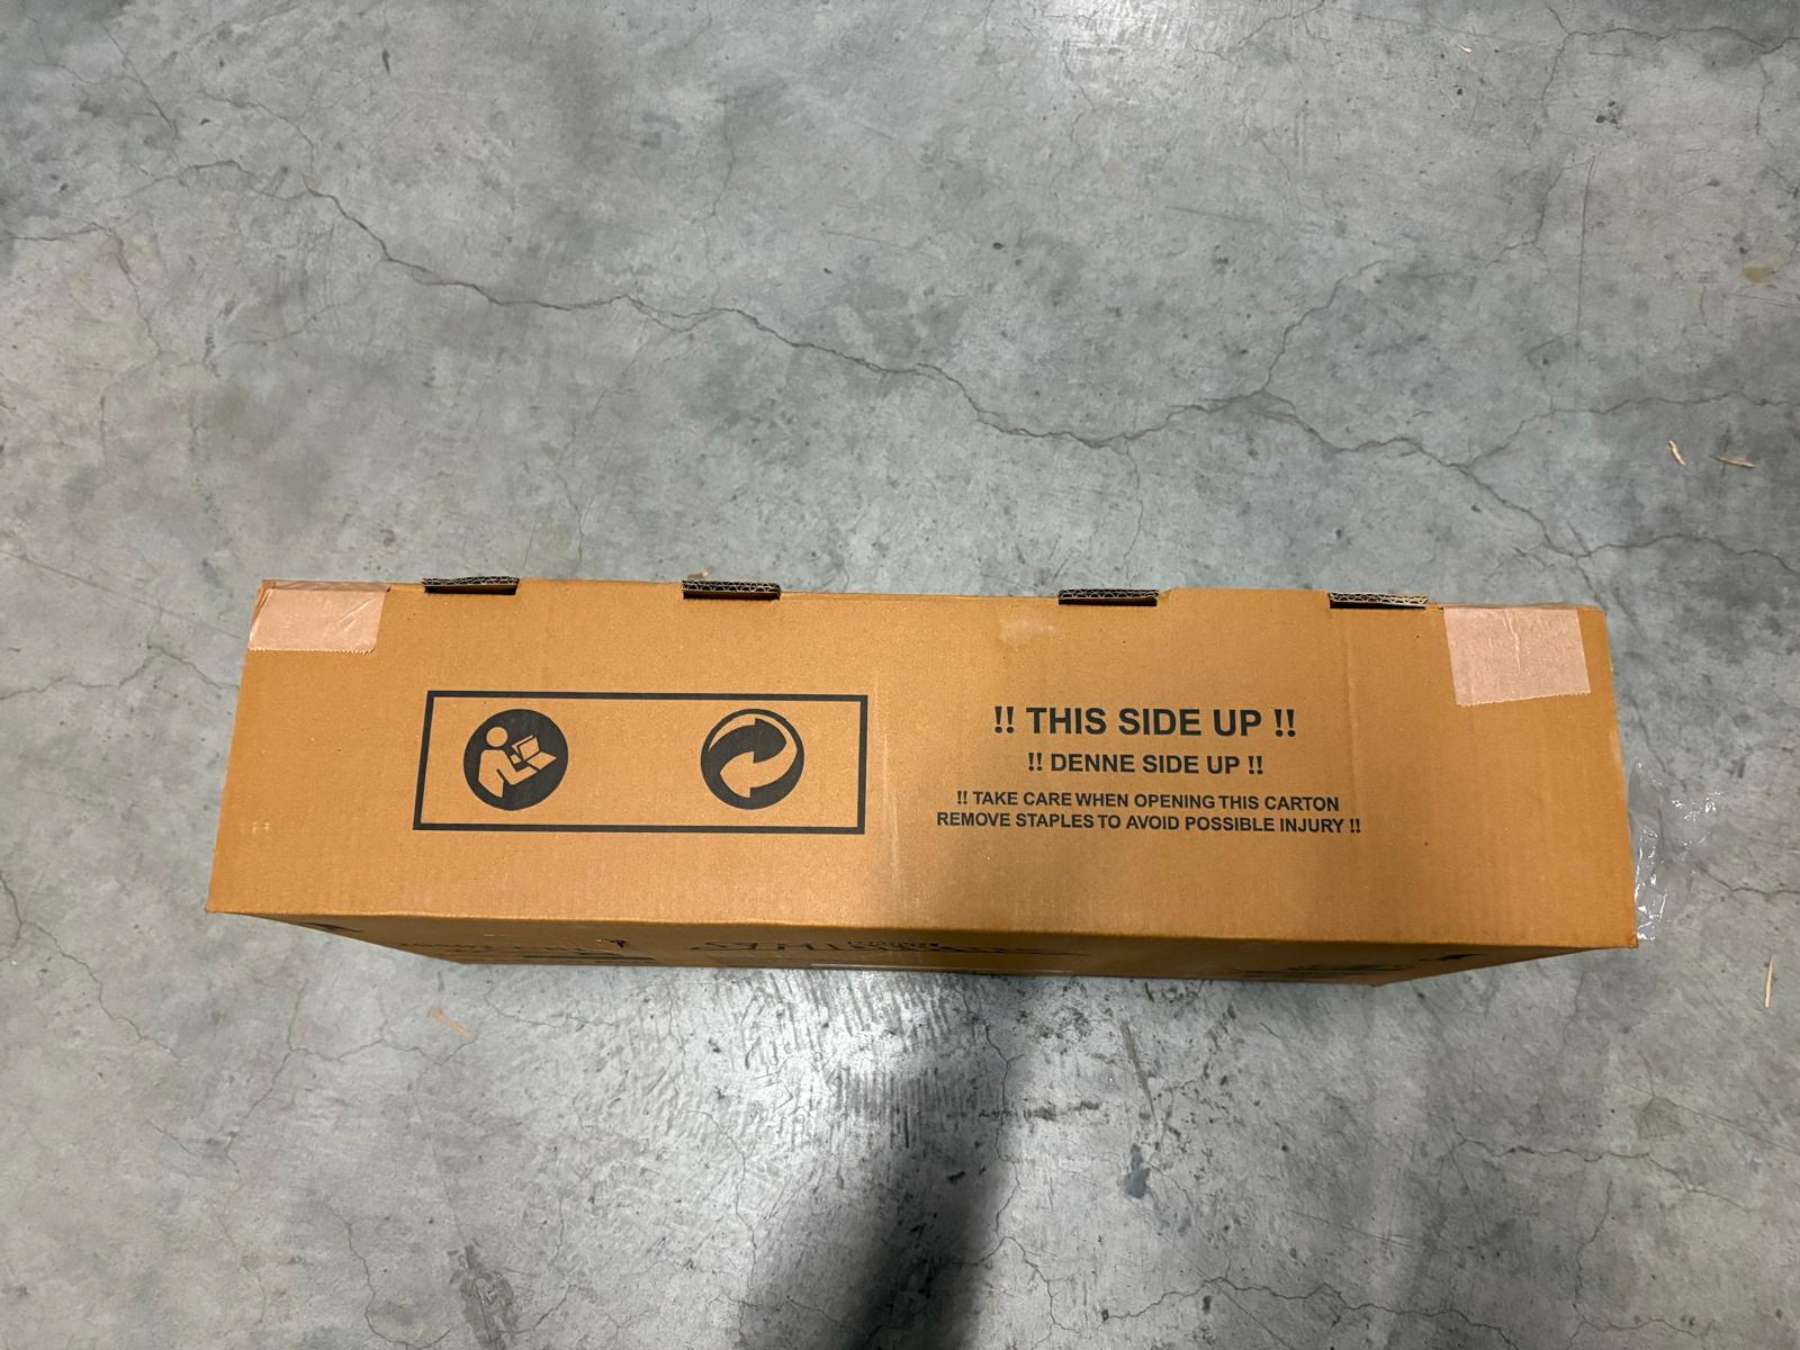 !! THIS SIDE UP !!
!! DENNE SIDE UP !!
!! TAKE CARE WHEN OPENING THIS CARTON
REMOVE STAPLES TO AVOID POSSIBLE INJURY !!